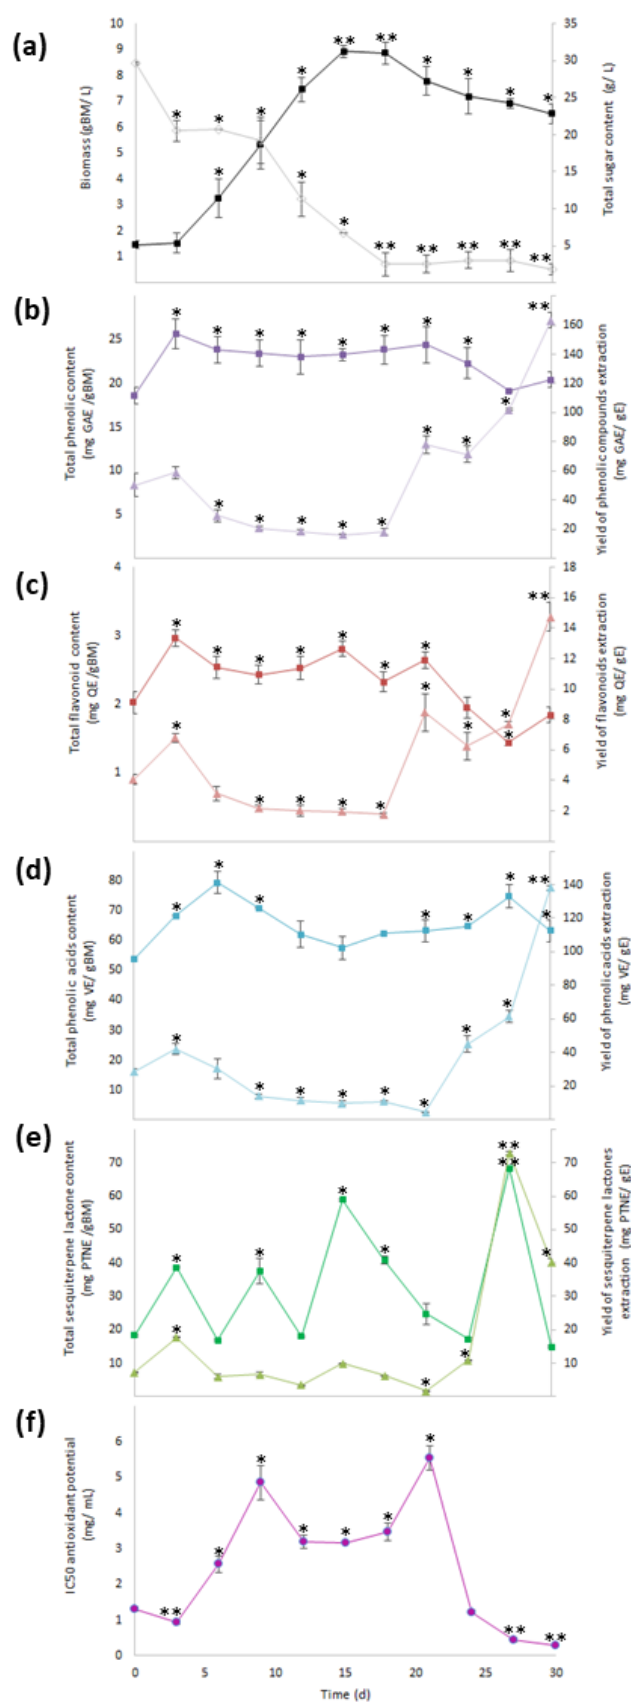 (a)
Biomass (gBM/ L)
10
9
8
7
6
5
4
3
2
1
35
30
25
20
15
10
5
Total sugar content (g/ L)
* * * * ** ** * * * *
* * * * ** ** ** ** **
(b)
Total phenolic content
(mg GAE /gBM)
25
20
15
10
5
160
140
120
100
80
60
40
20
Yield of phenolic compounds extraction
(mg GAE/ gE)
* * * * * * * *
* * * * * * * * **
(c)
Total flavonoid content
(mg QE /gBM)
4
3
2
1
18
16
14
12
10
8
6
4
2
Yield of flavonoids extraction
(mg QE/ gE)
* * * * * * * *
* * * * * * * * **
(d)
Total phenolic acids content
(mg VE/ gBM)
80
70
60
50
40
30
20
10
140
120
100
80
60
40
20
Yield of phenolic acids extraction
(mg VE/ gE)
* * * * * * *
* * * * * * * * **
(e)
Total sesquiterpene lactone content
(mg PTNE /gBM)
70
60
50
40
30
20
10
70
60
50
40
30
20
10
Yield of sesquiterpene lactones
extraction (mg PTNE/ gE)
* * * * **
* * * ** *
(f)
IC50 antioxidant potential
(mg/ mL)
6
5
4
3
2
1
0
** * * * * * * ** **
0 5 10 15 20 25 30
Time (d)